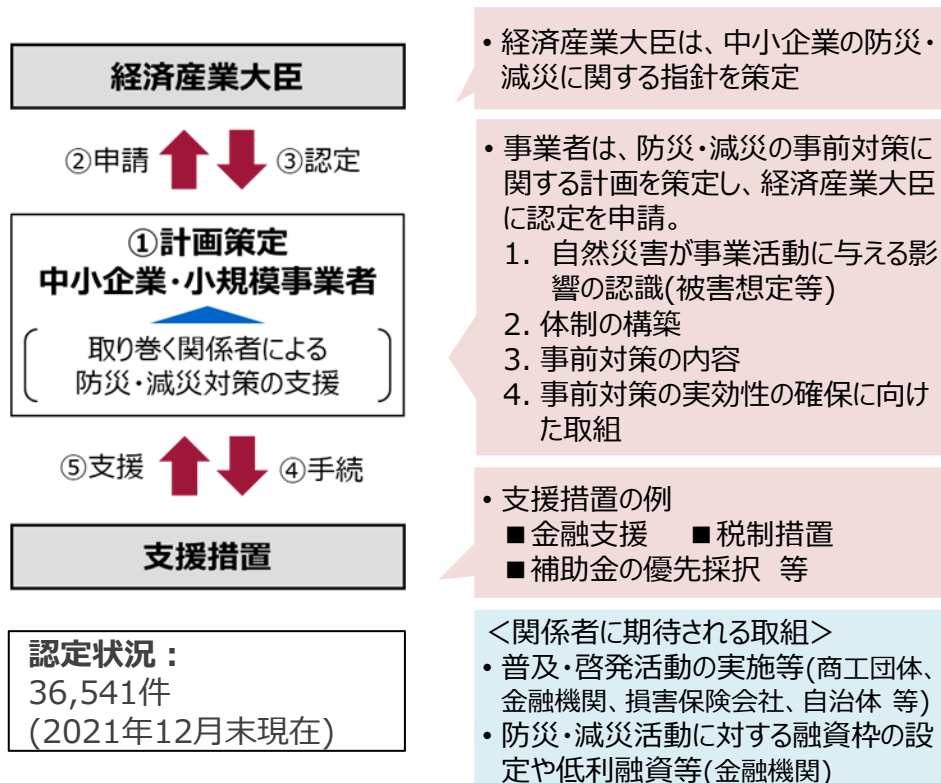 経済産業大臣
②申請
③認定
①計画策定
中小企業・小規模事業者
取り巻く関係者による
防災・減災対策の支援
⑤支援
④手続
支援措置
認定状況：
36,541件
(2021年12月末現在)
• 経済産業大臣は、中小企業の防災・
減災に関する指針を策定
• 事業者は、防災・減災の事前対策に
関する計画を策定し、経済産業大臣
に認定を申請。
1. 自然災害が事業活動に与える影
響の認識(被害想定等)
2. 体制の構築
3. 事前対策の内容
4. 事前対策の実効性の確保に向け
た取組
• 支援措置の例
■金融支援 ■税制措置
■補助金の優先採択 等
＜関係者に期待される取組＞
• 普及・啓発活動の実施等(商工団体、
金融機関、損害保険会社、自治体 等)
• 防災・減災活動に対する融資枠の設
定や低利融資等(金融機関)